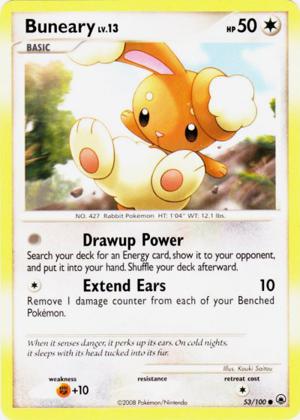 Buneary LV.13 HP 50
BASIC
NO. 427 Rabbit Pokémon HT: 1'04" WT: 12.1 lbs.
Drawup Power
Search your deck for an Energy card, show it to your opponent,
and put it into your hand. Shuffle your deck afterward.
Extend Ears 10
Remove 1 damage counter from each of your Benched
Pokémon.
When it senses danger, it perks up its ears. On cold nights,
it sleeps with its head tucked into its fur.
Illus. Kouki Saitou
weakness resistance retreat cost
+10
©2008 Pokémon/Nintendo 53/100